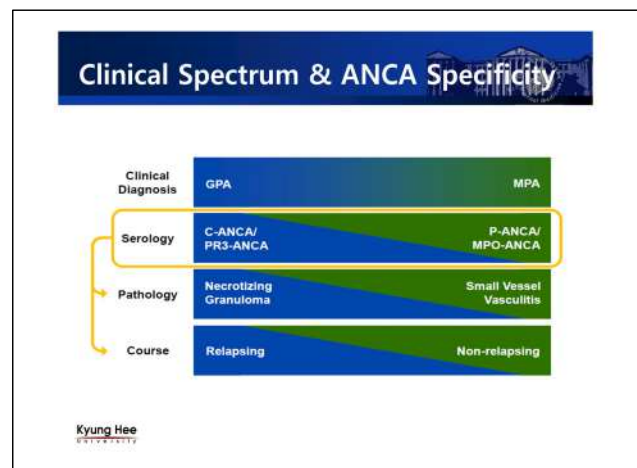 Clinical Spectrum & ANCA Specificity
Clinical
Diagnosis
GPA
MPA
Serology
C-ANCA/
PR3-ANCA
P-ANCA/
MPO-ANCA
Pathology
Necrotizing
Granuloma
Small Vessel
Vasculitis
Course
Relapsing
Non-relapsing
Kyung Hee
University